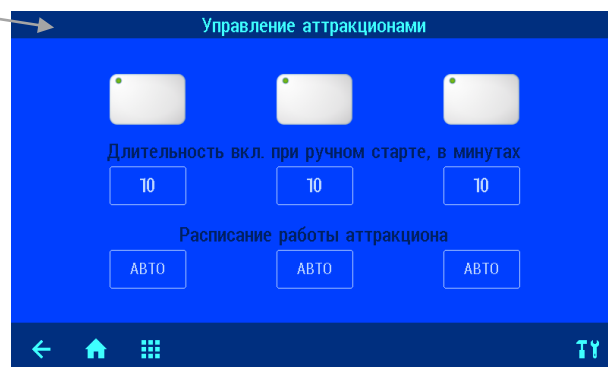 Управление аттракционами
Длительность вкл. при ручном старте, в минутах
10 10 10
Расписание работы аттракциона
АВТО АВТО АВТО